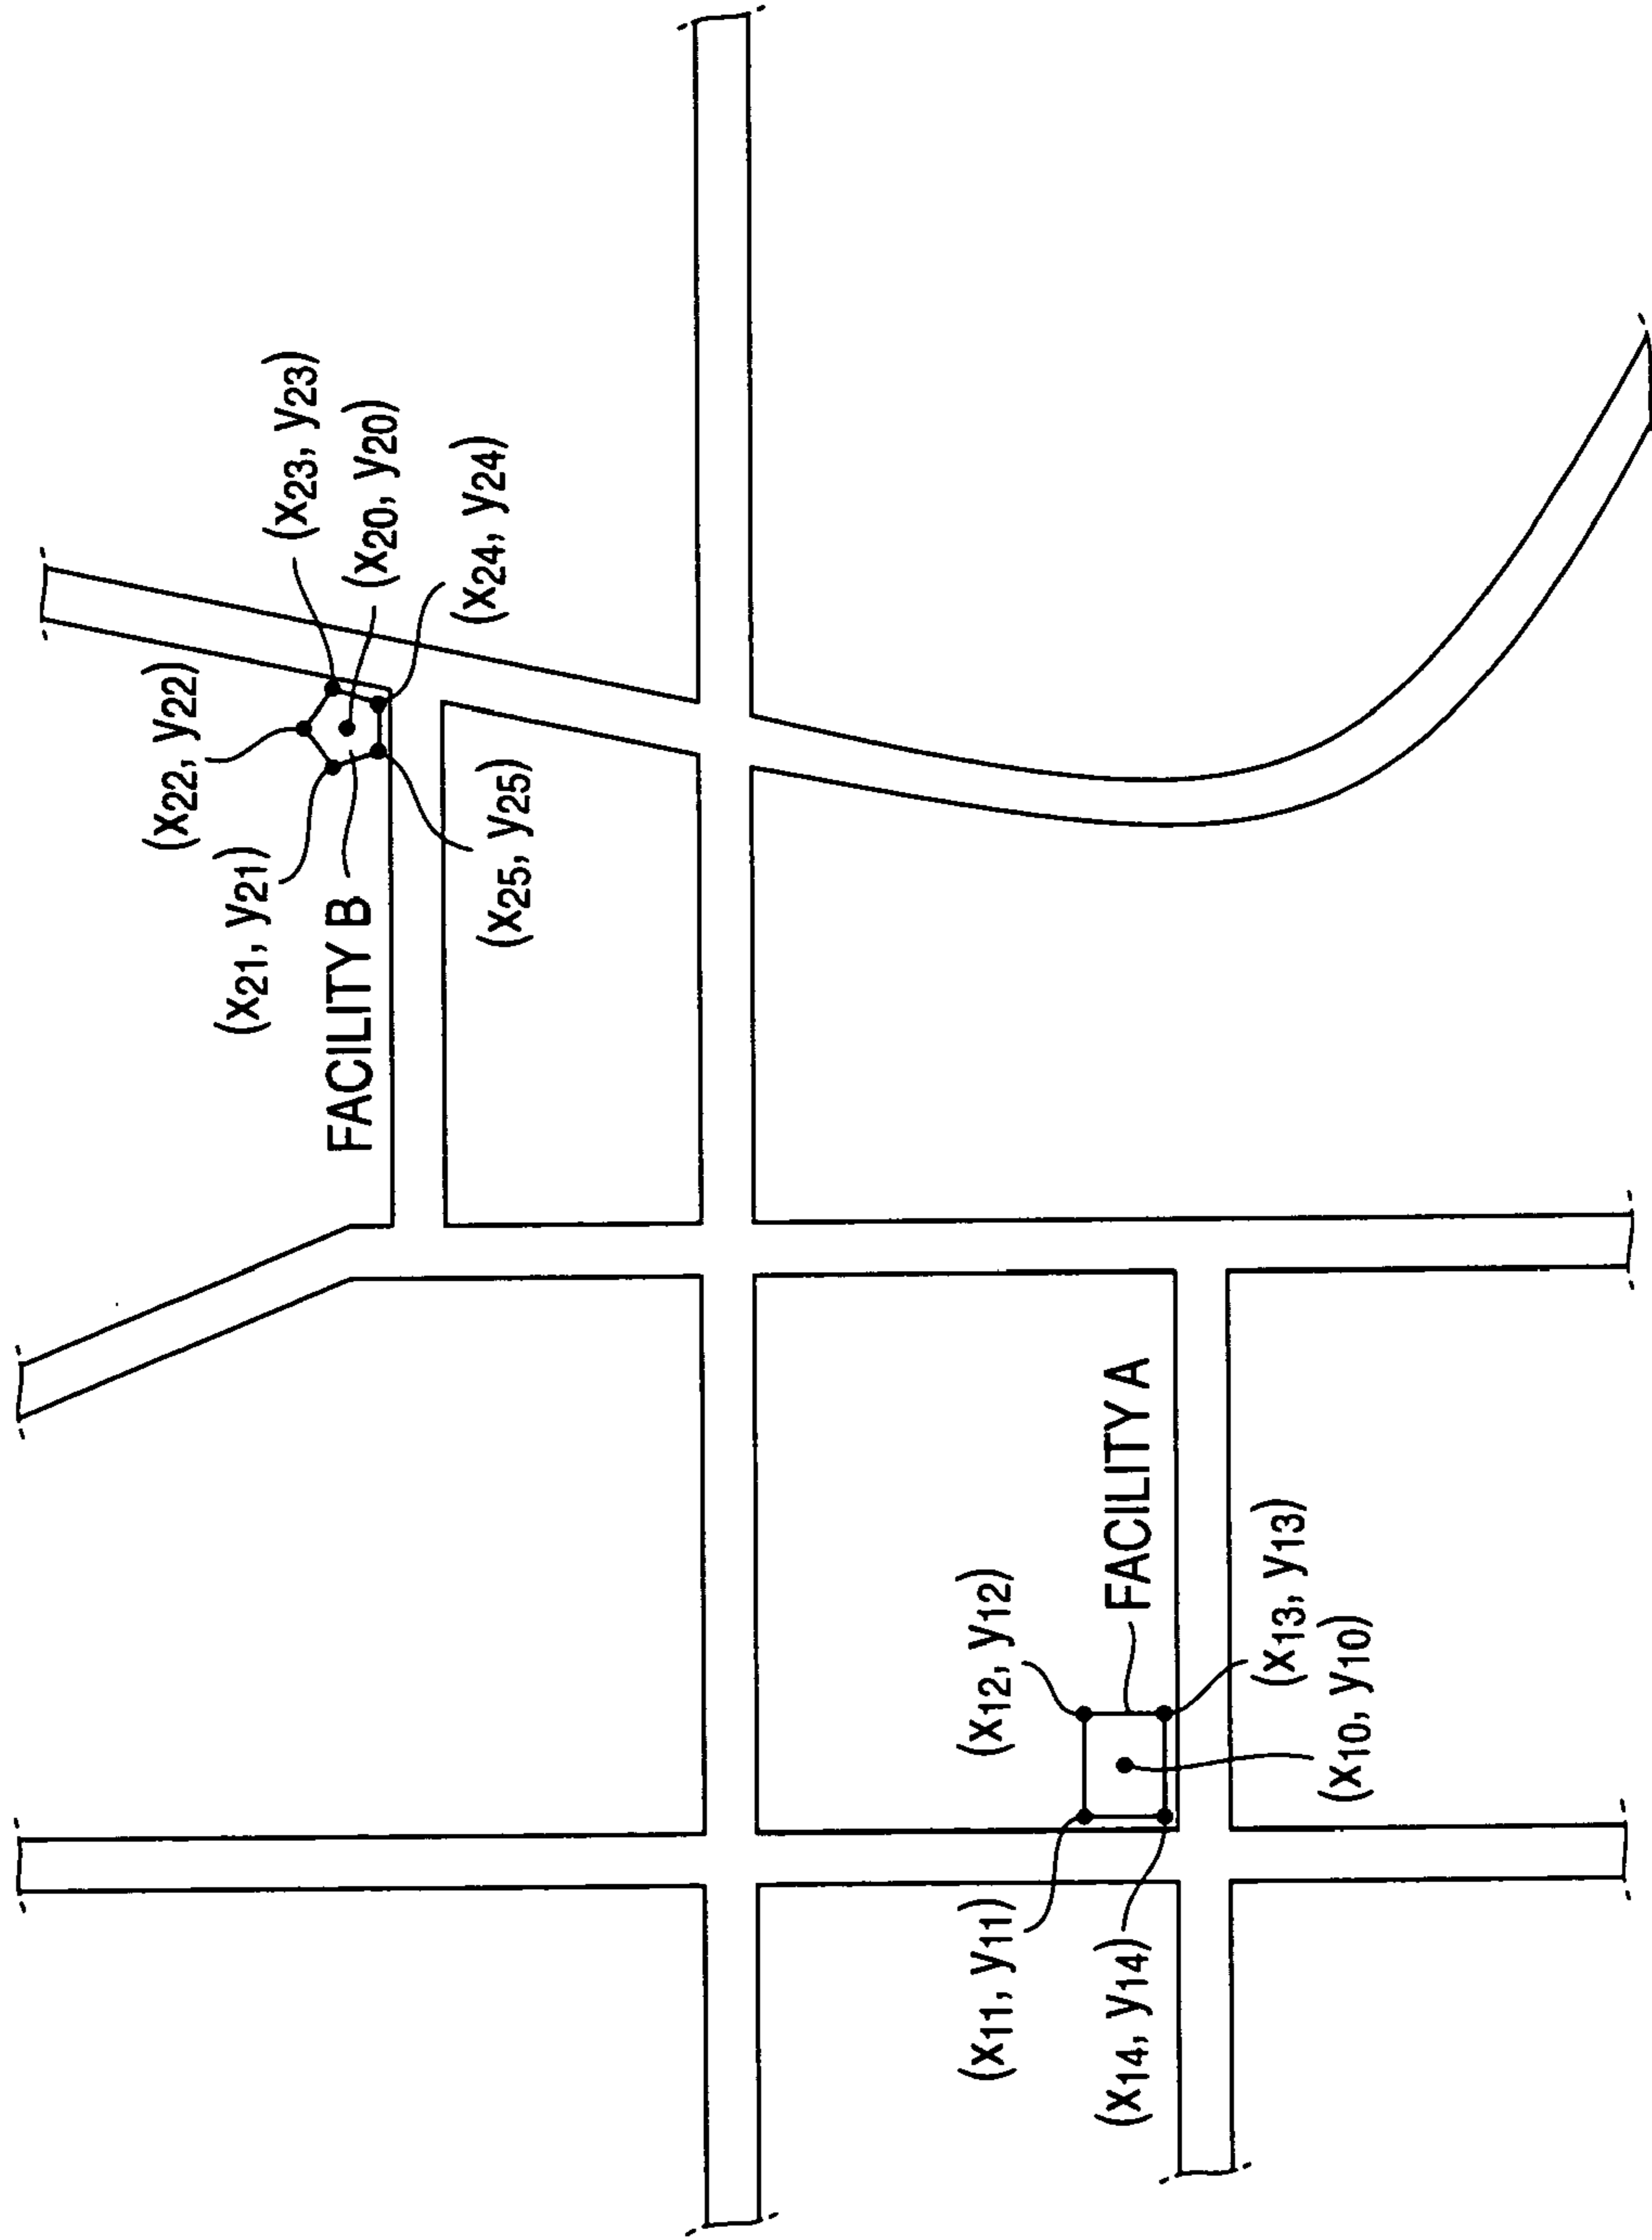 (x22, y22)
(x21, y21)
(x23, y23)
FACILITY B
(x20, y20)
(x24, y24)
(x25, y25)
(x11, y11)
(x12, y12)
(x14, y14)
FACILITY A
(x13, y13)
(x10, y10)